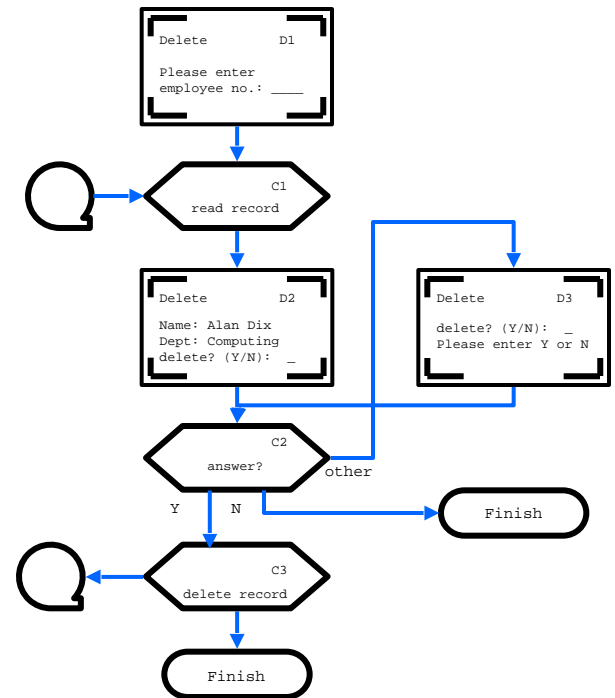 Delete D1
Please enter
employee no.: ____
C1
read record
Delete D2
Name: Alan Dix
Dept: Computing
delete? (Y/N): _
Delete D3
delete? (Y/N): _
Please enter Y or N
C2
answer?
other
Y N
Finish
C3
delete record
Finish